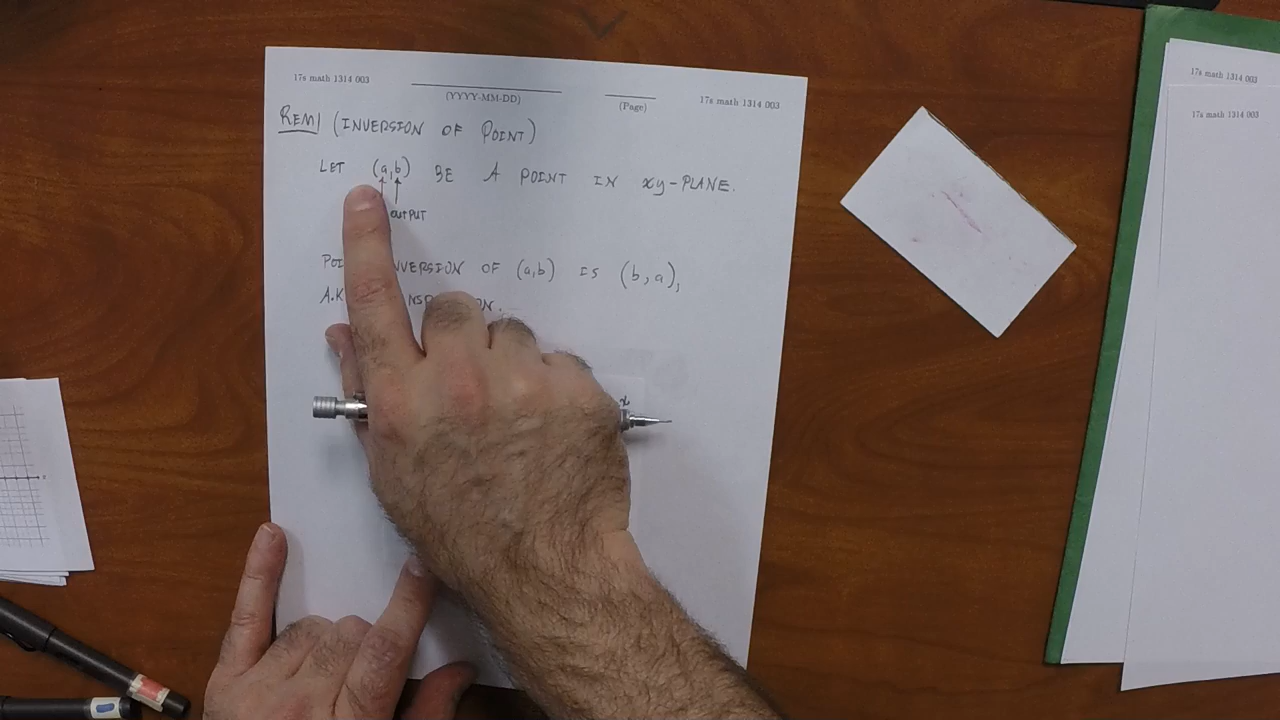 17s math 1314 003
(YYYY-MM-DD)
(Page)
17s math 1314 003
REM (INVERSION OF POINT)
LET (a,b) BE A POINT IN xy-PLANE.
OUTPUT
OF (a,b) IS (b,a),
x
17s math 1314 003
17s math 1314 003
x